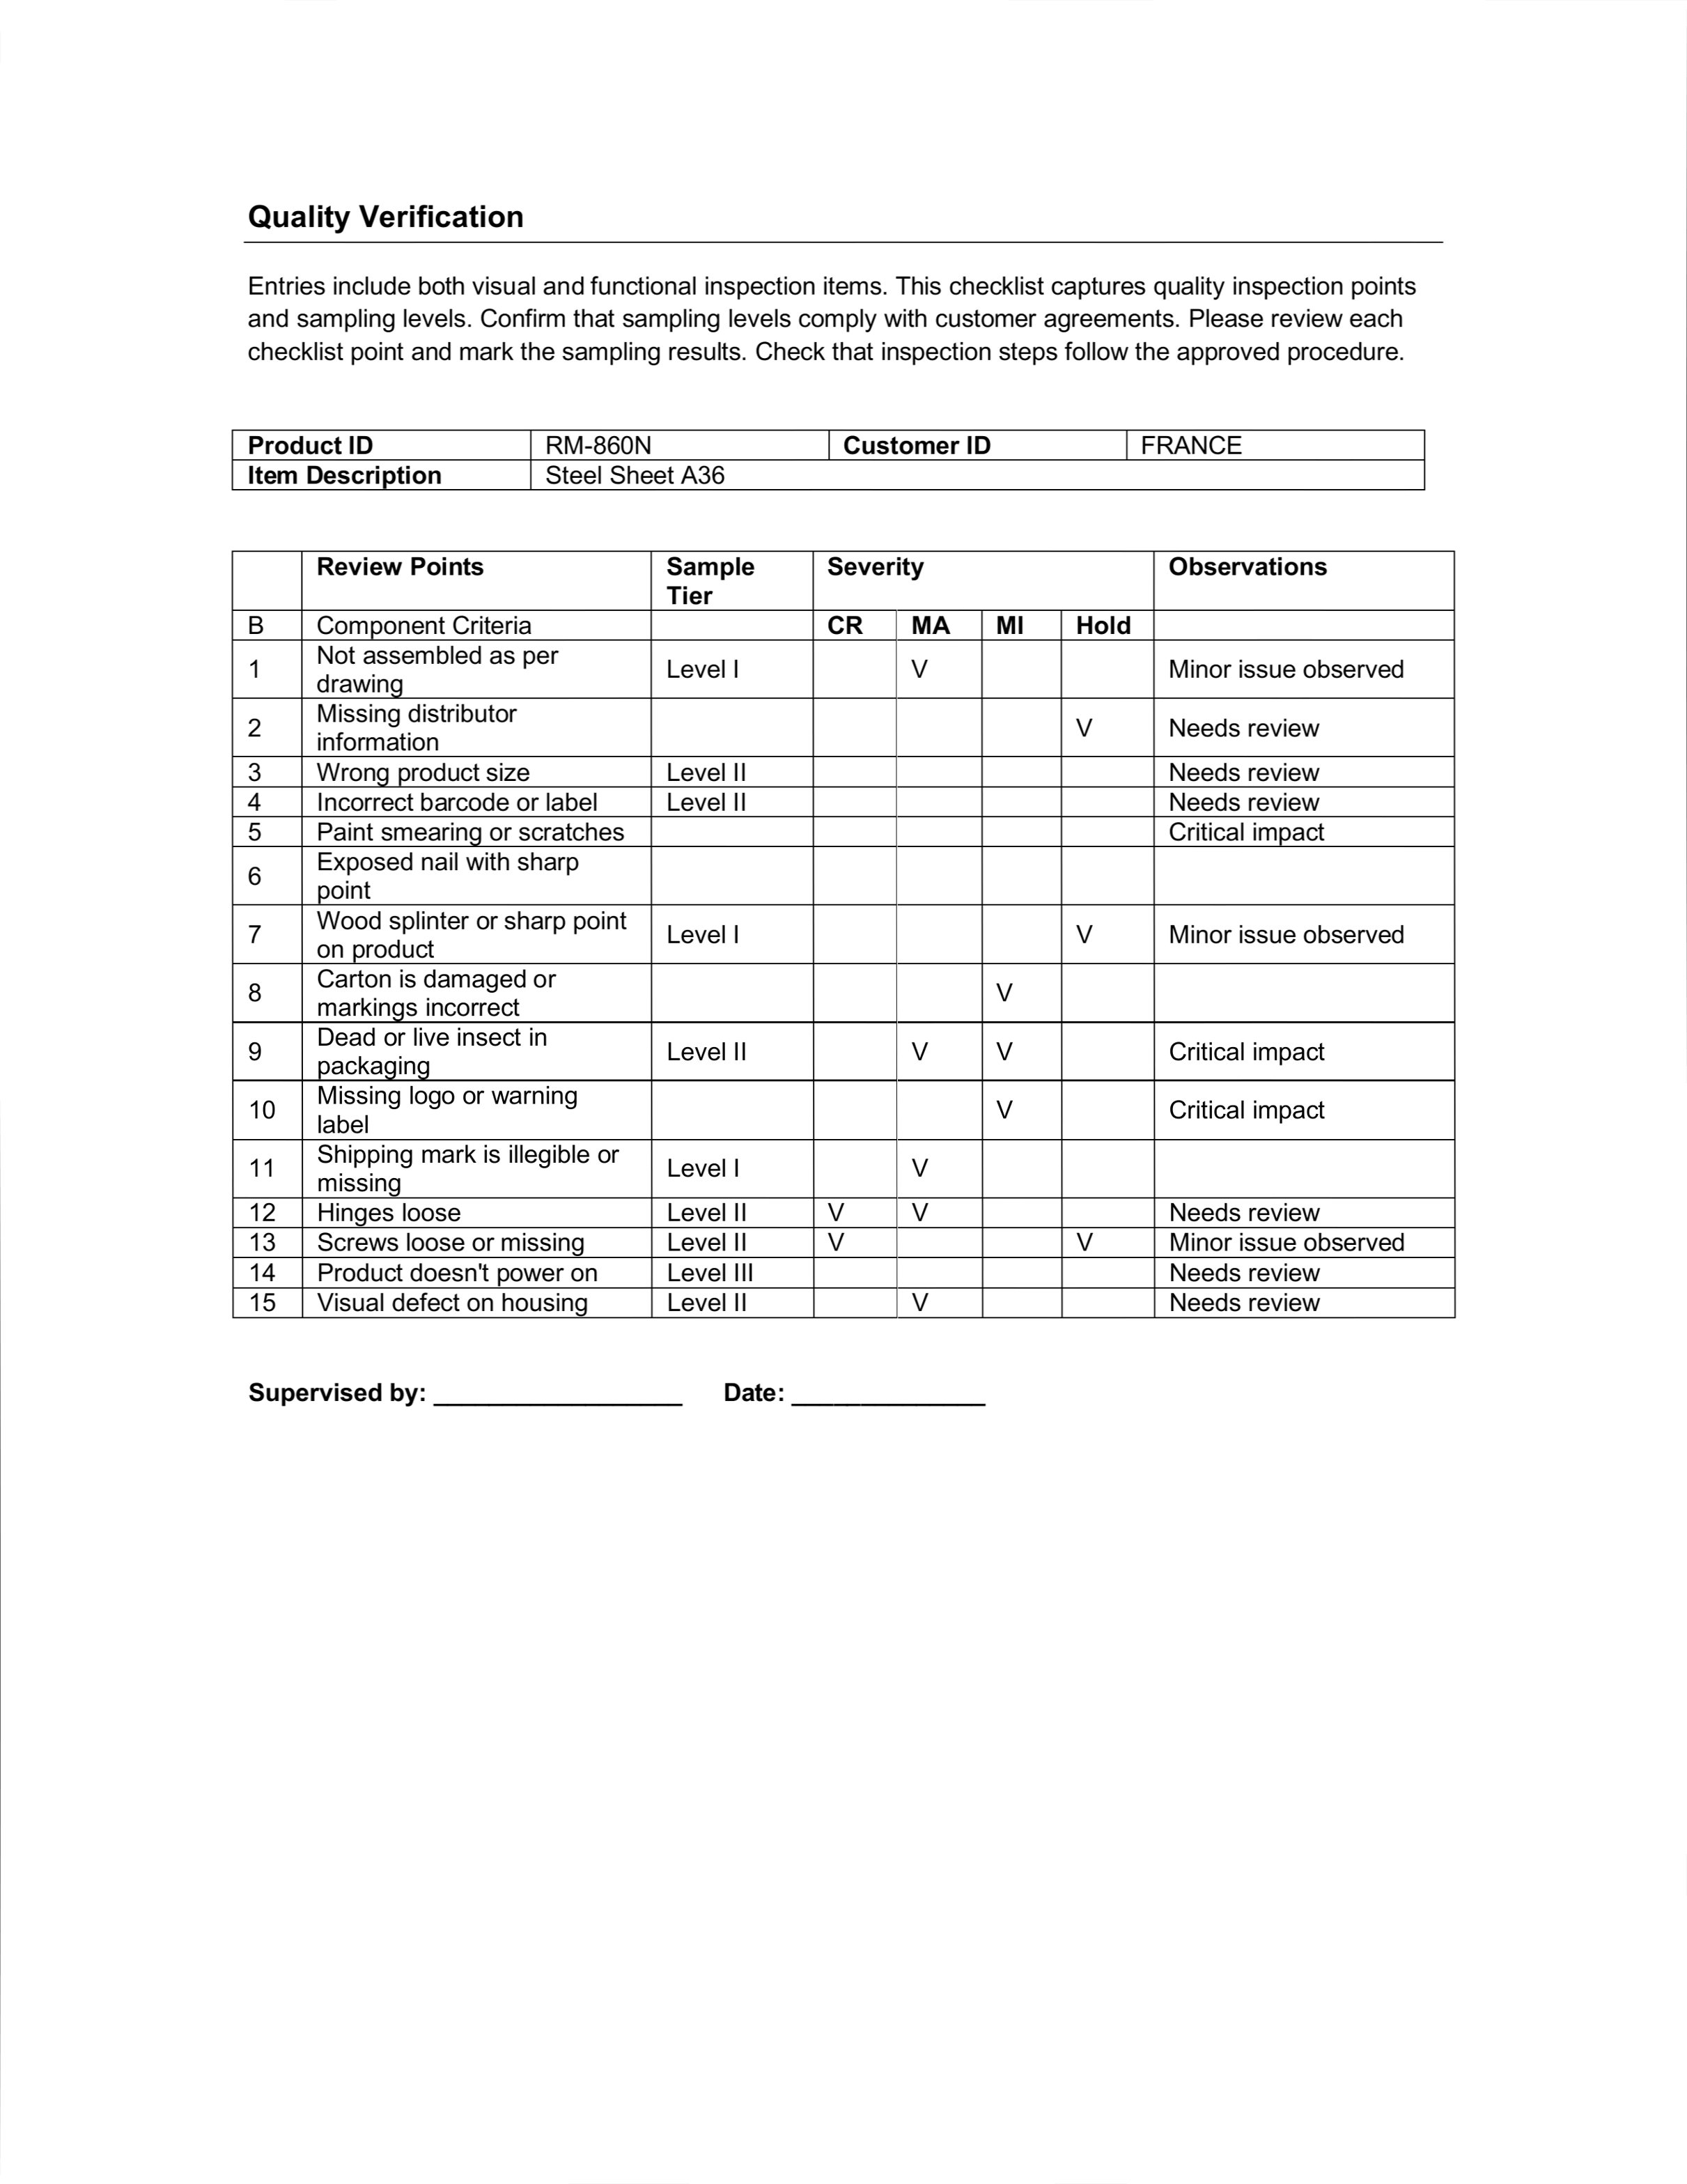 Quality Verification
Entries include both visual and functional inspection items. This checklist captures quality inspection points
and sampling levels. Confirm that sampling levels comply with customer agreements. Please review each
checklist point and mark the sampling results. Check that inspection steps follow the approved procedure.
Product ID RM-860N Customer ID FRANCE
Item Description Steel Sheet A36
Review Points Sample Tier Severity Observations
B Component Criteria CR MA MI Hold
1 Not assembled as per drawing Level I V Minor issue observed
2 Missing distributor information V Needs review
3 Wrong product size Level II Needs review
4 Incorrect barcode or label Level II Needs review
5 Paint smearing or scratches Critical impact
6 Exposed nail with sharp point
7 Wood splinter or sharp point on product Level I V Minor issue observed
8 Carton is damaged or markings incorrect V
9 Dead or live insect in packaging Level II V V Critical impact
10 Missing logo or warning label V Critical impact
11 Shipping mark is illegible or missing Level I V
12 Hinges loose Level II V V Needs review
13 Screws loose or missing Level II V V Minor issue observed
14 Product doesn't power on Level III Needs review
15 Visual defect on housing Level II V Needs review
Supervised by: __________________ Date: ______________